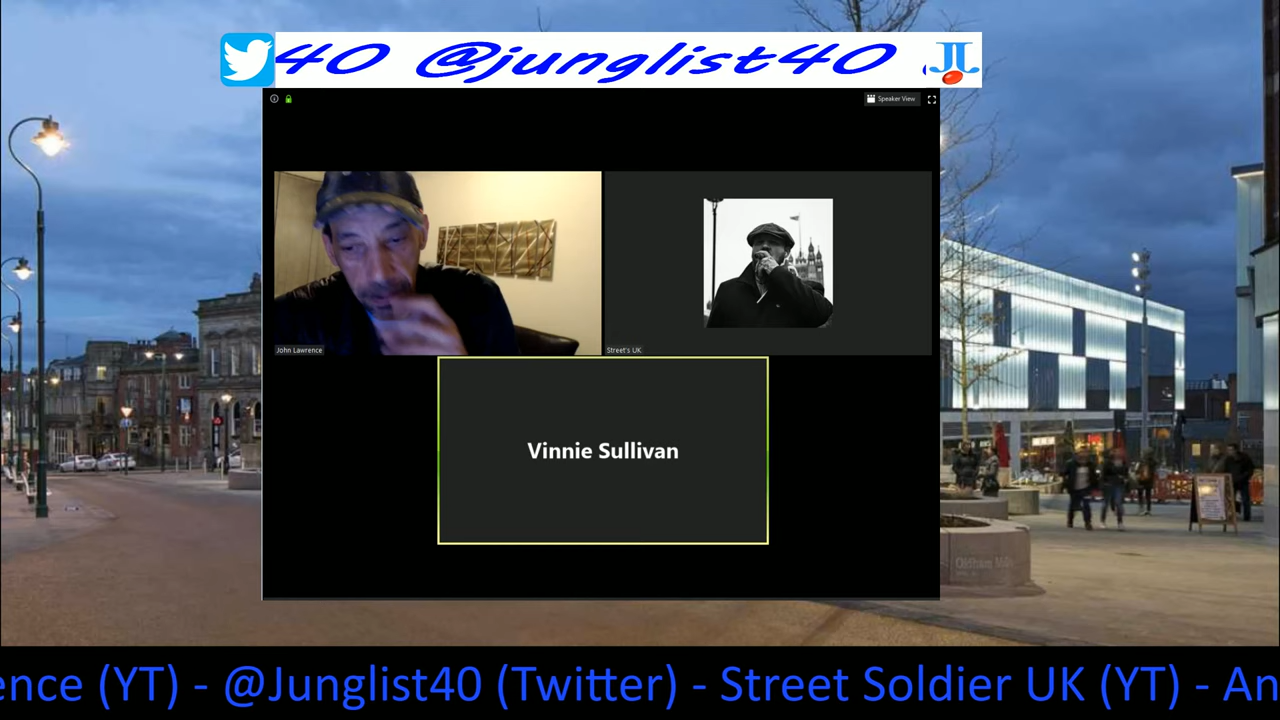 40 @junglist40
Speaker View
John Lawrence
Street's UK
Vinnie Sullivan
Oldham
ence (YT) - @Junglist40 (Twitter) - Street Soldier UK (YT) - An